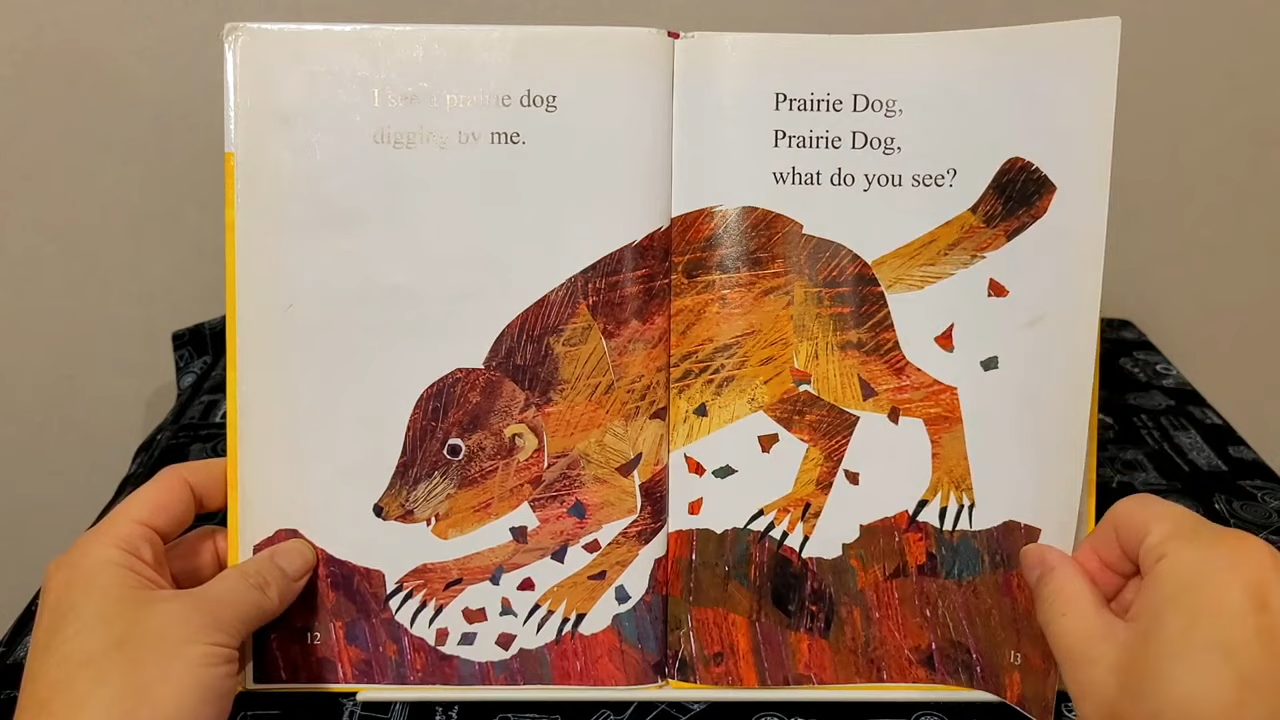 I see a prairie dog
digging by me.
Prairie Dog,
Prairie Dog,
what do you see?
12
13